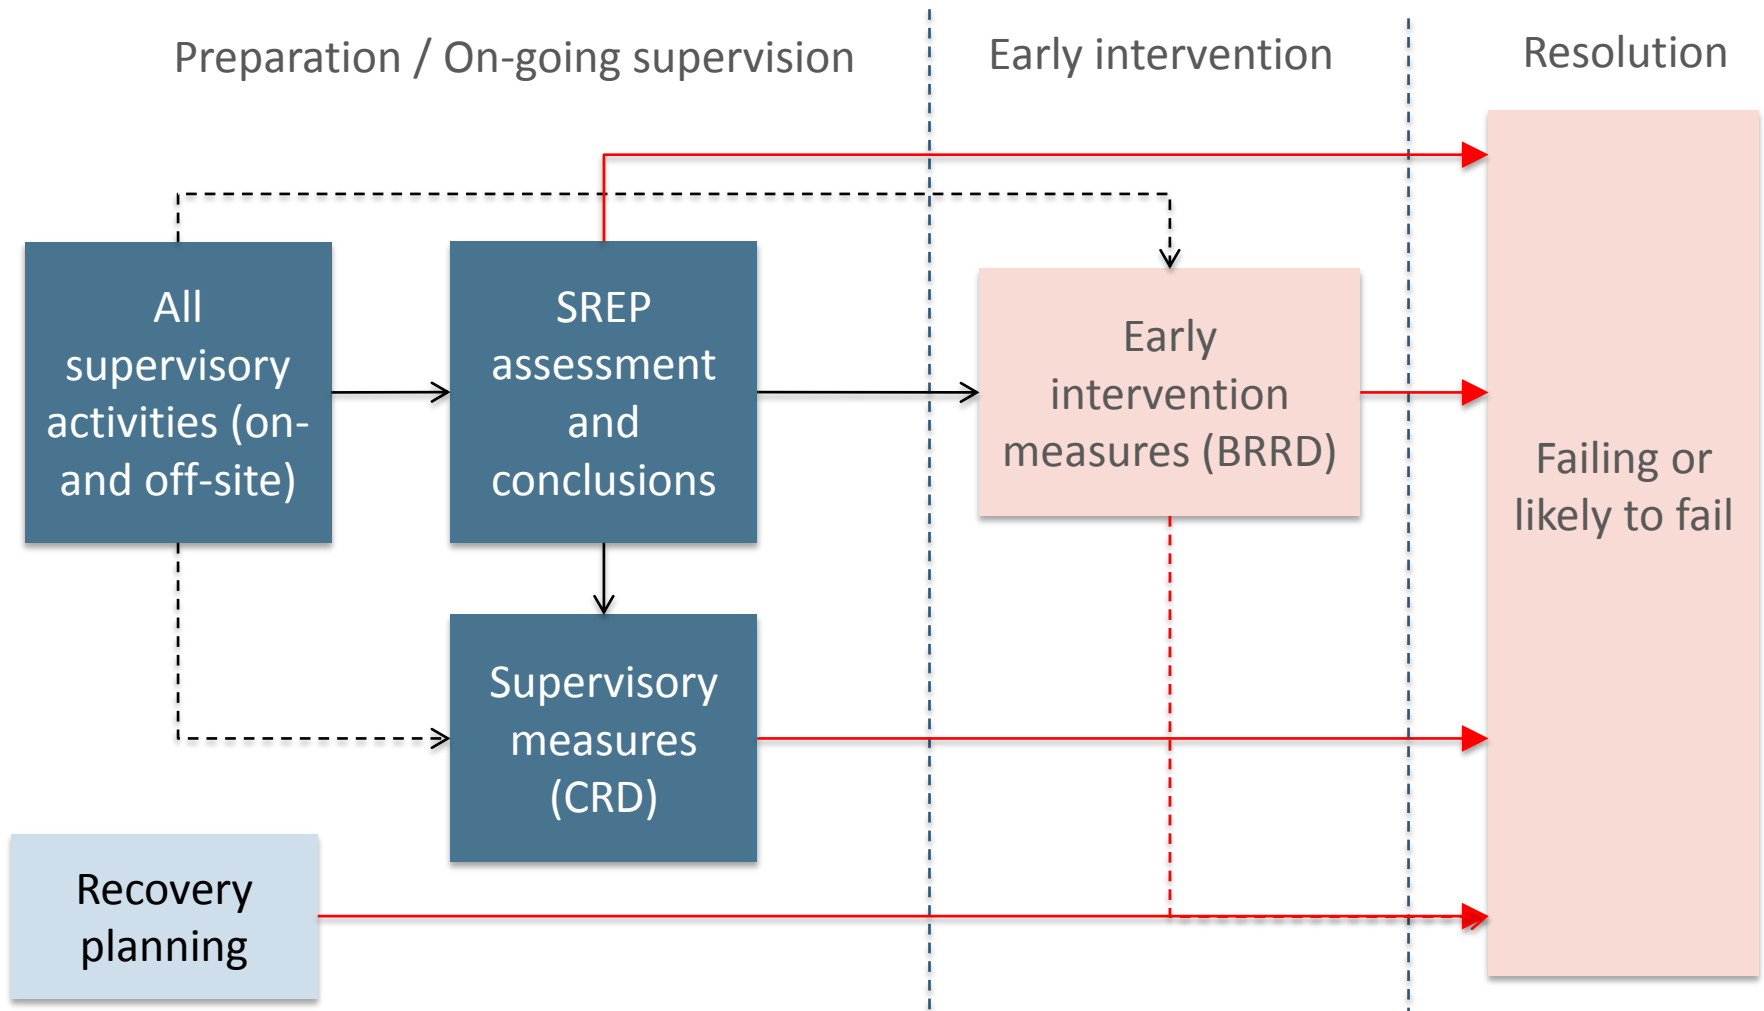 Preparation / On-going supervision
Early intervention
Resolution
All
supervisory
activities (on-
and off-site)
SREP
assessment
and
conclusions
Early
intervention
measures (BRRD)
Failing or
likely to fail
Supervisory
measures
(CRD)
Recovery
planning